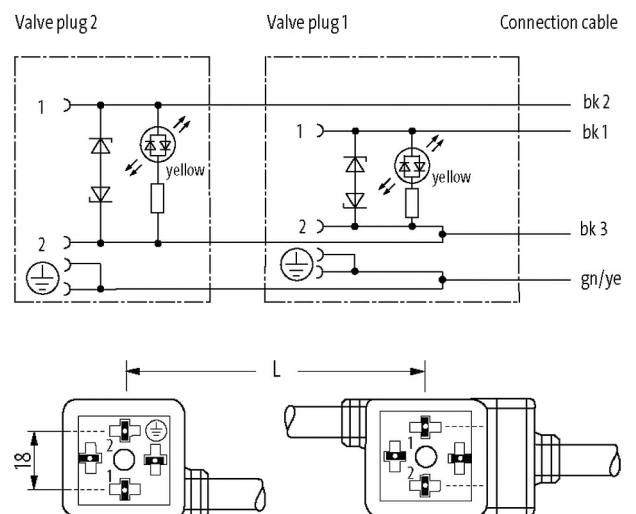 Valve plug 2 Valve plug 1 Connection cable
1 bk 2
1 bk 1
yellow yellow
2 bk 3
2
gn/ye
L
18
2 1
1 2